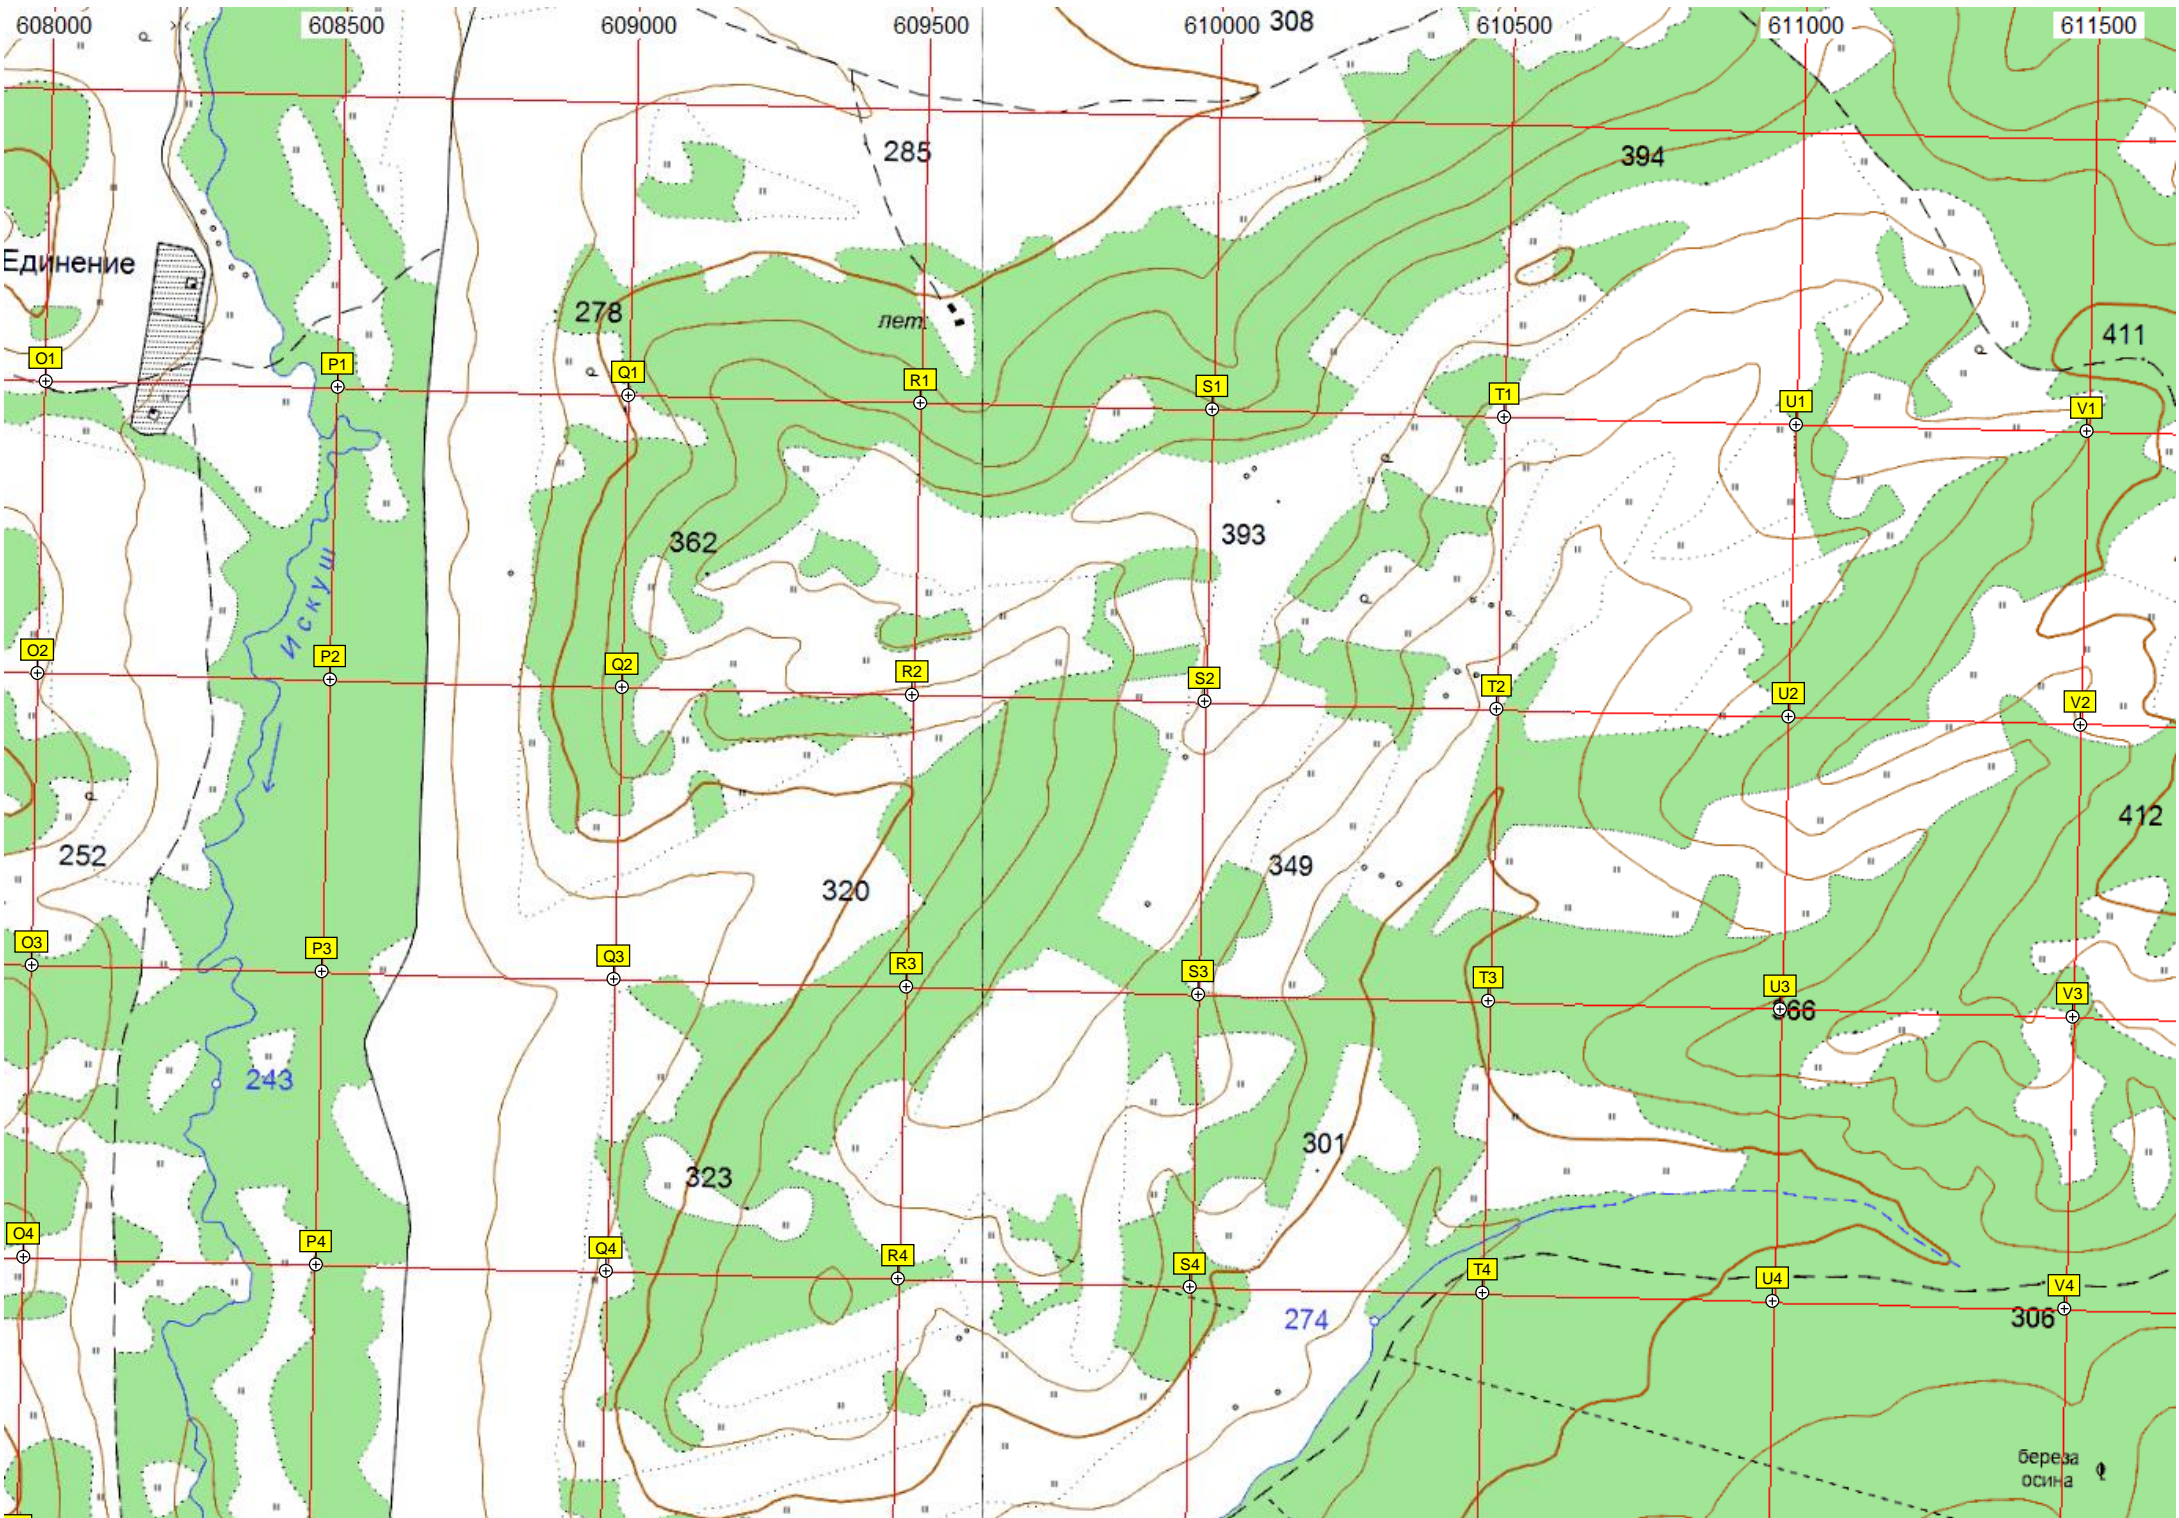 608000 608500 609000 609500 610000 308 610500 611000 611500
285 394
Единение
278 лет. 411
O1 P1 Q1 R1 S1 T1 U1 V1
362 393
Искуш
O2 P2 Q2 R2 S2 T2 U2 V2
412
252 320 349
O3 P3 Q3 R3 S3 T3 U3 V3
366
243
301
323
O4 P4 Q4 R4 S4 T4 U4 V4
274 306
береза
осина